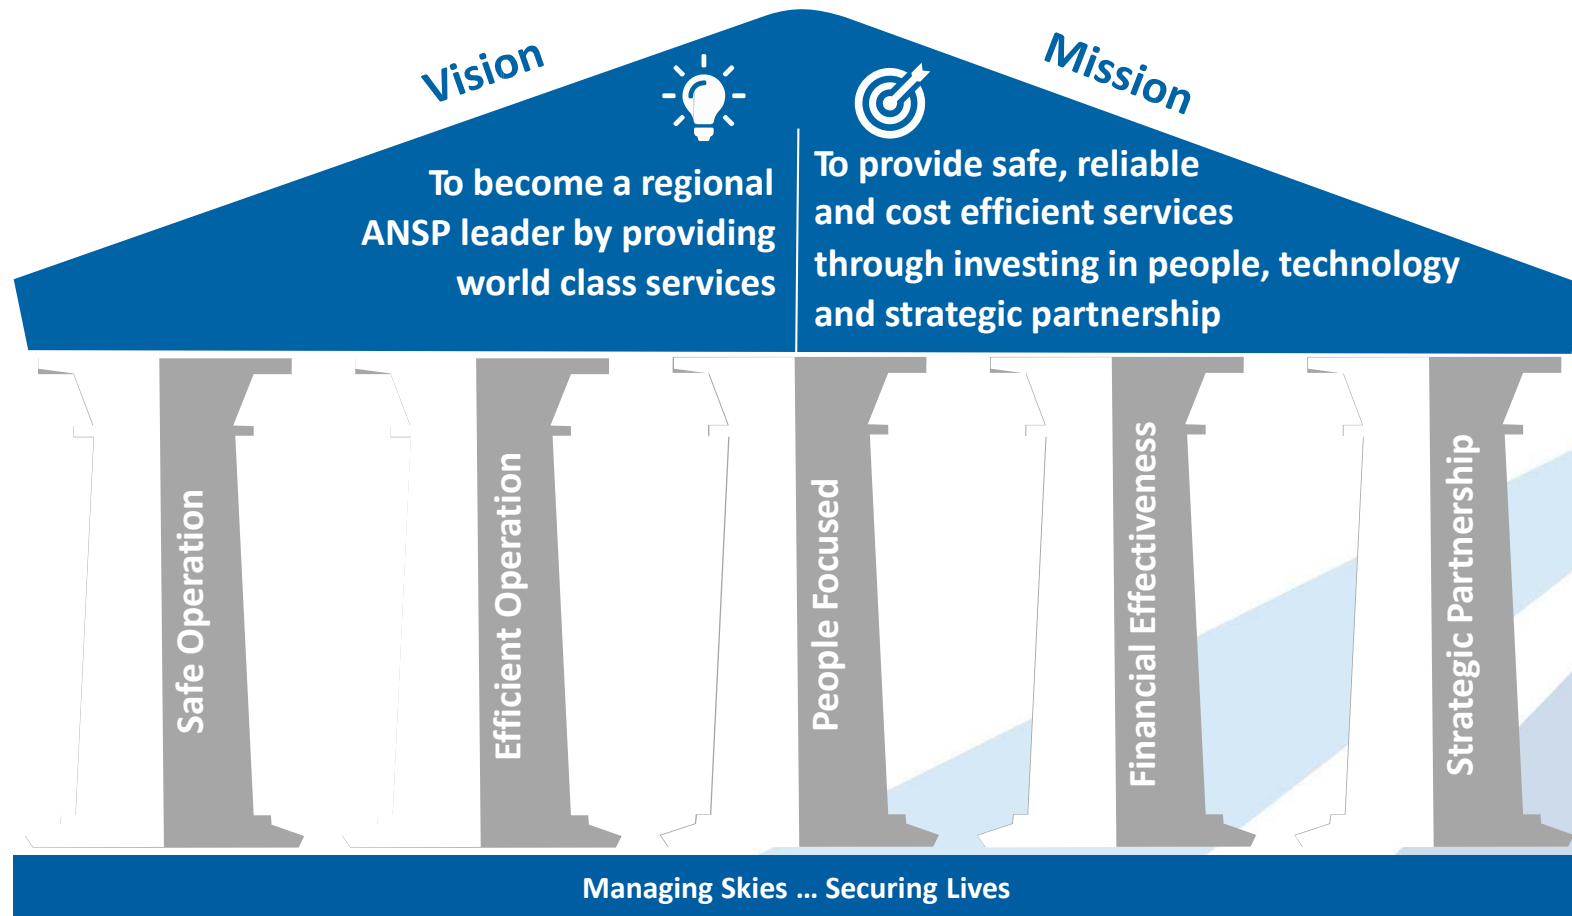 Vision
Mission
To become a regional
ANSP leader by providing
world class services
To provide safe, reliable
and cost efficient services
through investing in people, technology
and strategic partnership
Safe Operation
Efficient Operation
People Focused
Financial Effectiveness
Strategic Partnership
Managing Skies ... Securing Lives